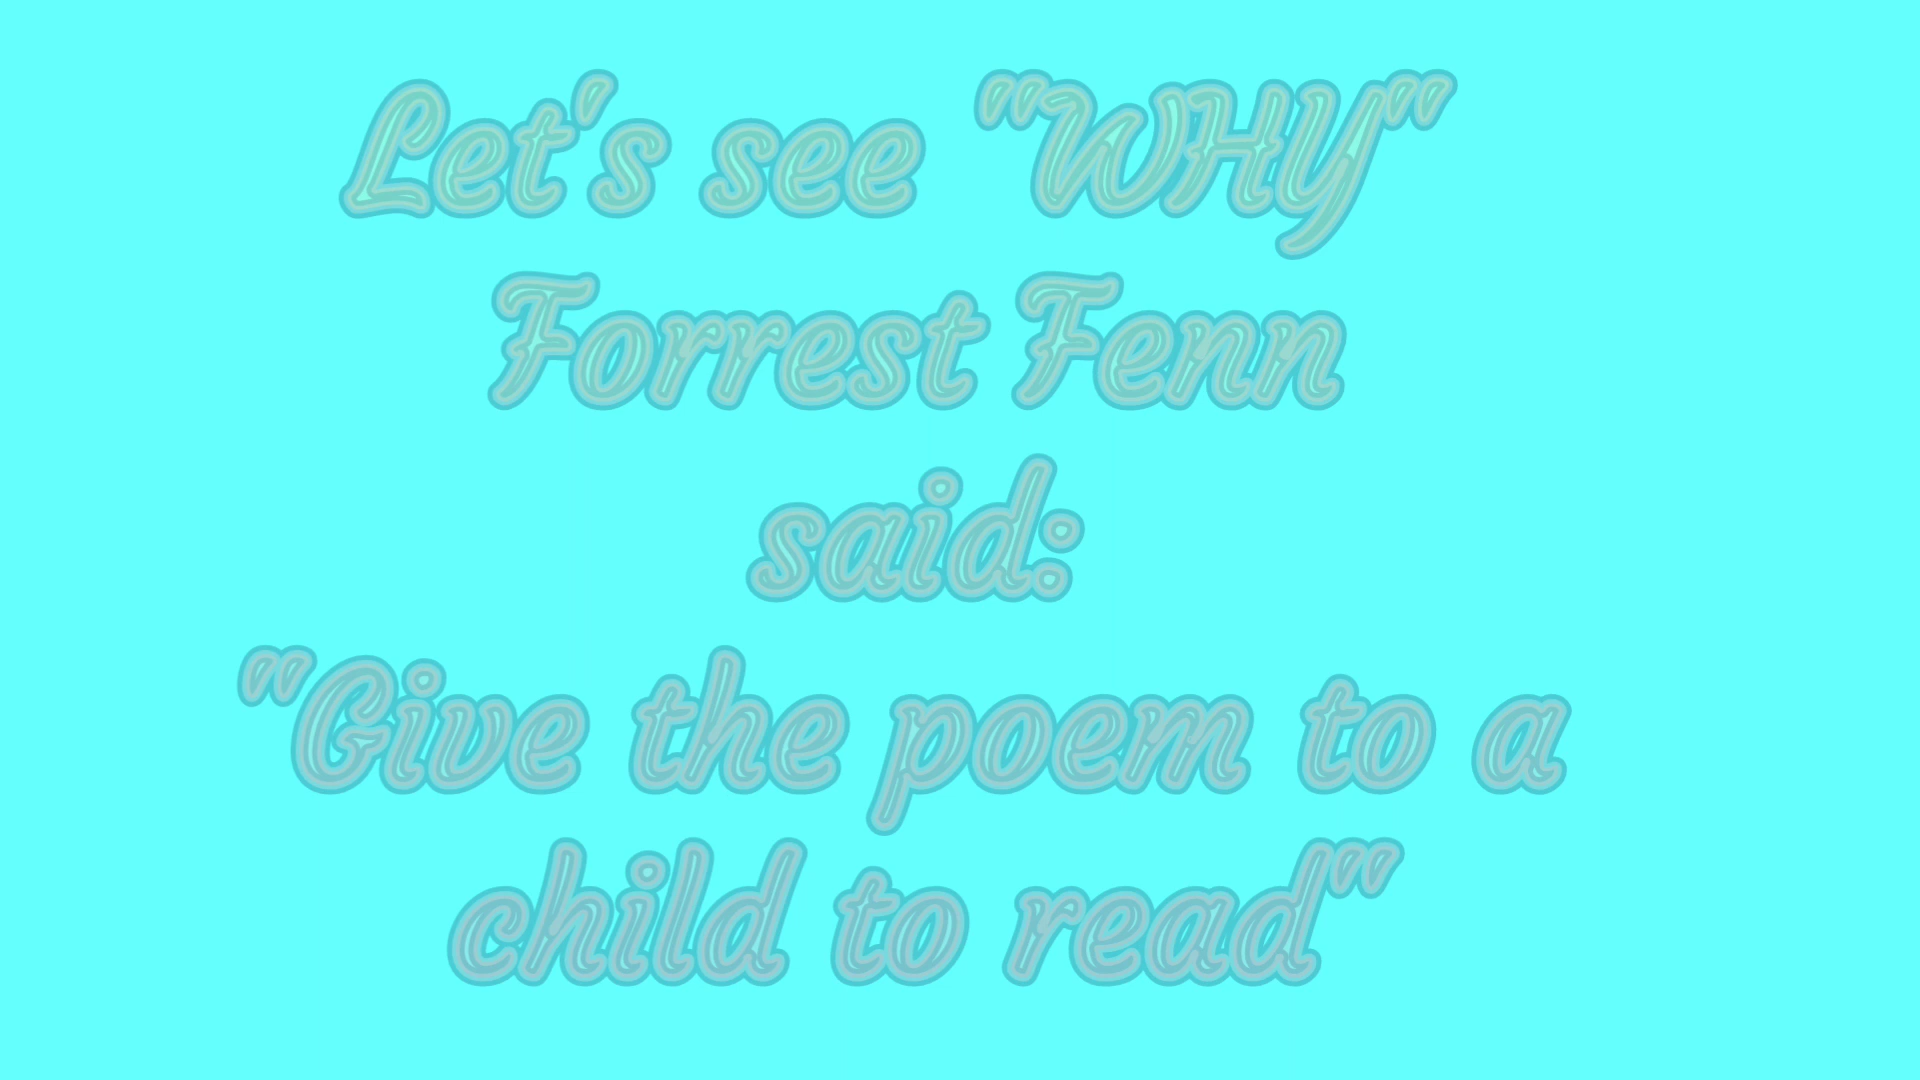 Let's see "WHY"
Forrest Fenn
said:
"Give the poem to a
child to read"